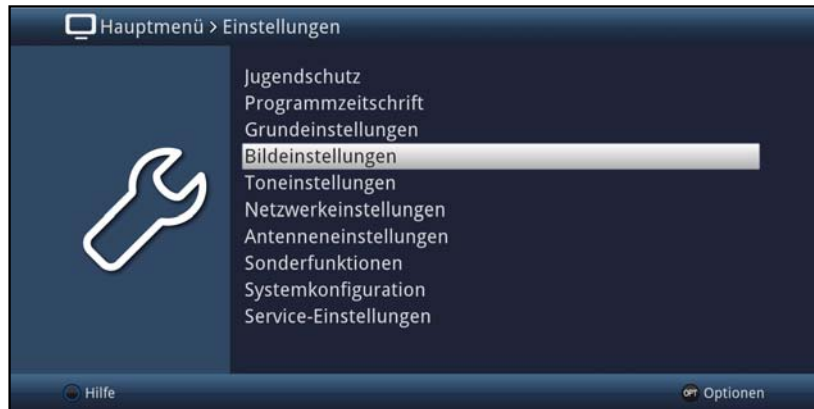 Hauptmenü > Einstellungen
Jugendschutz
Programmzeitschrift
Grundeinstellungen
Bildeinstellungen
Toneinstellungen
Netzwerkeinstellungen
Antenneneinstellungen
Sonderfunktionen
Systemkonfiguration
Service-Einstellungen
Hilfe
OPT Optionen